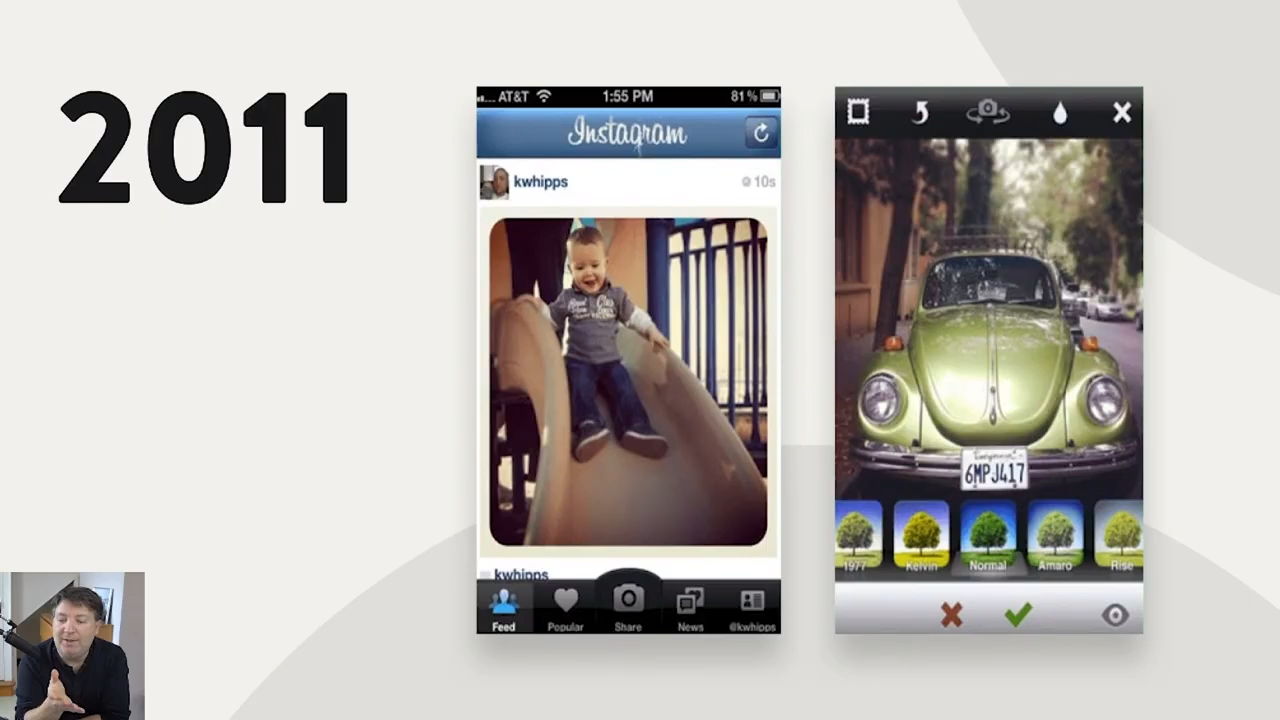 2011
AT&T 1:55 PM 81%
Instagram
kwhipps
10s
kwhipps
Feed Popular Share News @kwhipps
6MPJ417
1977 Kelvin Normal Amaro Rise